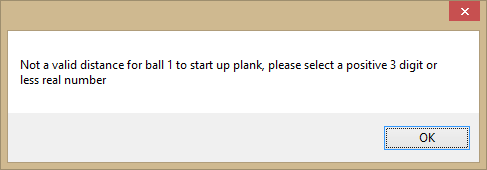 Not a valid distance for ball 1 to start up plank, please select a positive 3 digit or
less real number
OK